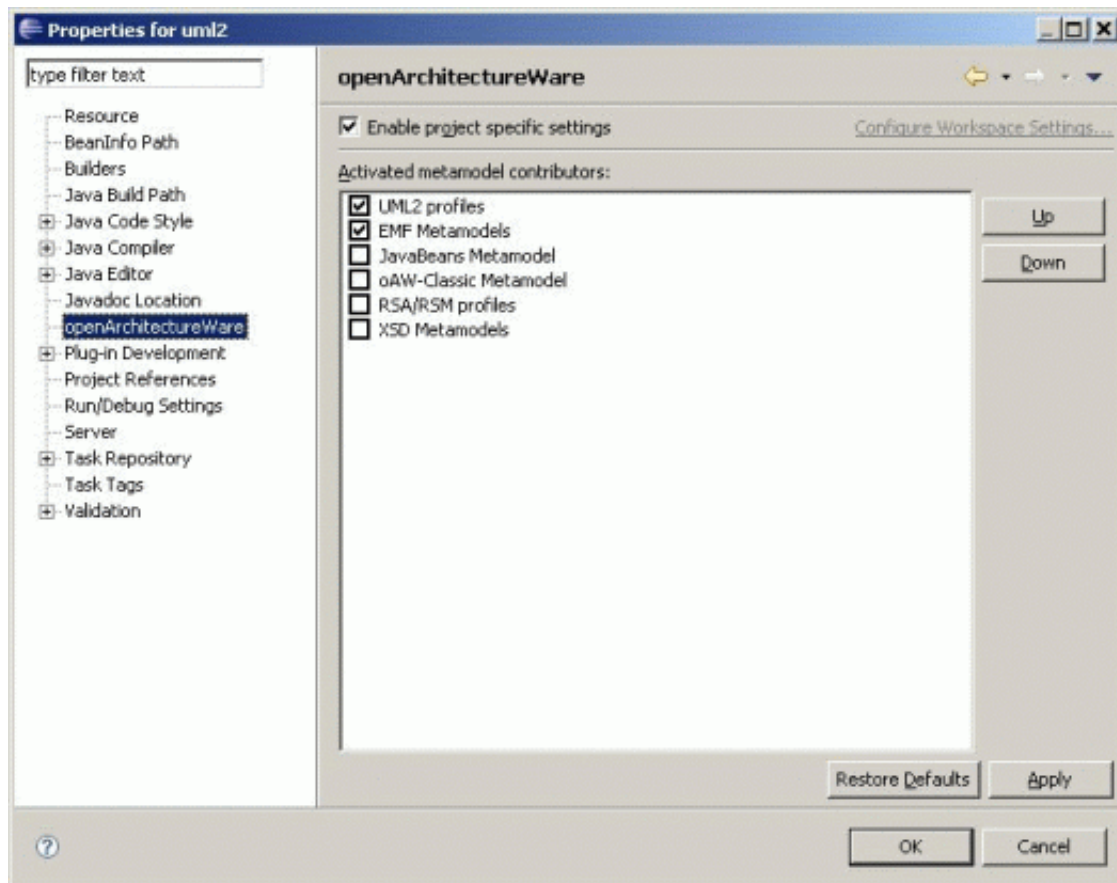 Properties for uml2
type filter text
Resource
BeanInfo Path
Builders
Java Build Path
Java Code Style
Java Compiler
Java Editor
Javadoc Location
openArchitectureWare
Plug-in Development
Project References
Run/Debug Settings
Server
Task Repository
Task Tags
Validation
openArchitectureWare
Enable project specific settings
Configure Workspace Settings...
Activated metamodel contributors:
UML2 profiles
EMF Metamodels
JavaBeans Metamodel
oAW-Classic Metamodel
RSA/RSM profiles
XSD Metamodels
Up
Down
Restore Defaults
Apply
OK
Cancel